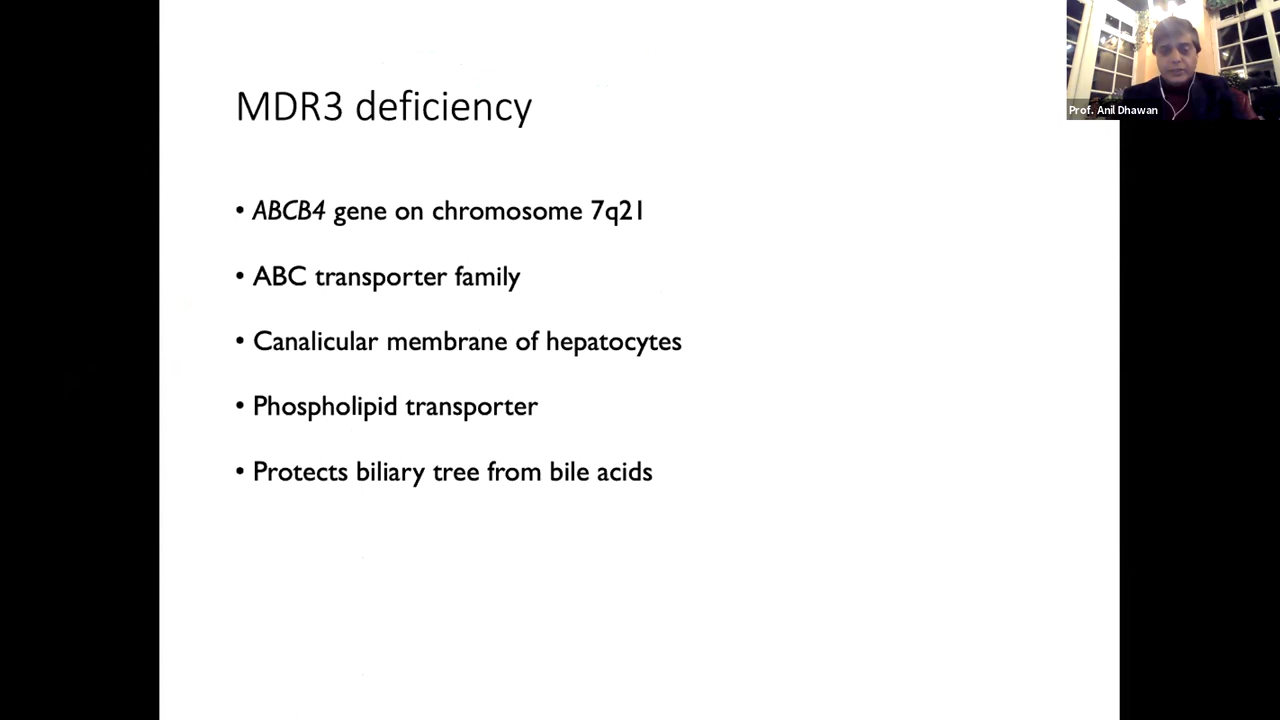 MDR3 deficiency
• ABCB4 gene on chromosome 7q21
• ABC transporter family
• Canalicular membrane of hepatocytes
• Phospholipid transporter
• Protects biliary tree from bile acids
Prof. Anil Dhawan